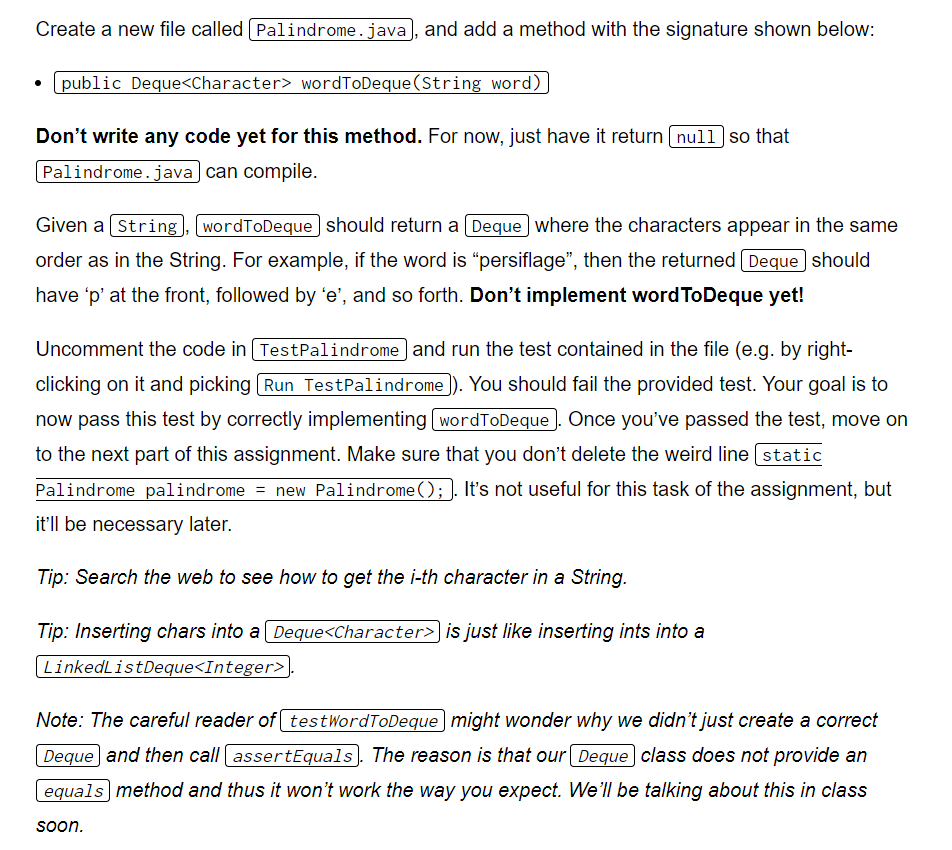 Create a new file called Palindrome.java, and add a method with the signature shown below:
• public Deque<Character> wordToDeque(String word)
Don’t write any code yet for this method. For now, just have it return null so that
Palindrome.java can compile.
Given a String, wordToDeque should return a Deque where the characters appear in the same
order as in the String. For example, if the word is “persiflage”, then the returned Deque should
have ‘p’ at the front, followed by ‘e’, and so forth. Don’t implement wordToDeque yet!
Uncomment the code in TestPalindrome and run the test contained in the file (e.g. by right-
clicking on it and picking Run TestPalindrome). You should fail the provided test. Your goal is to
now pass this test by correctly implementing wordToDeque. Once you’ve passed the test, move on
to the next part of this assignment. Make sure that you don’t delete the weird line static
Palindrome palindrome = new Palindrome();. It’s not useful for this task of the assignment, but
it’ll be necessary later.
Tip: Search the web to see how to get the i-th character in a String.
Tip: Inserting chars into a Deque<Character> is just like inserting ints into a
LinkedListDeque<Integer>.
Note: The careful reader of testWordToDeque might wonder why we didn’t just create a correct
Deque and then call assertEquals. The reason is that our Deque class does not provide an
equals method and thus it won’t work the way you expect. We’ll be talking about this in class
soon.